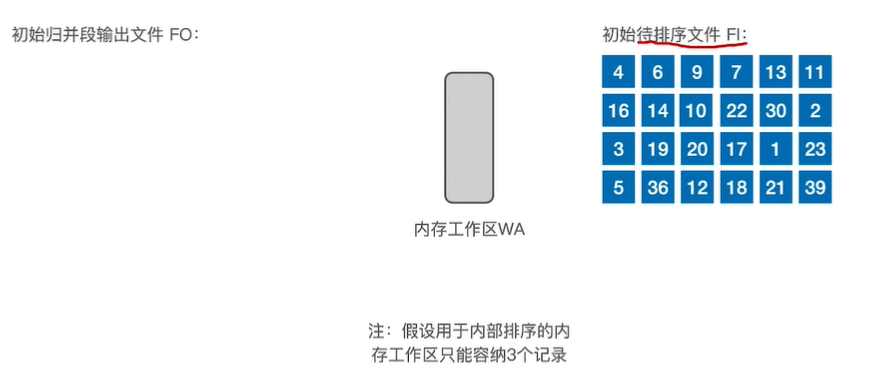 初始归并段输出文件 FO：
初始待排序文件 FI：
4 6 9 7 13 11
16 14 10 22 30 2
3 19 20 17 1 23
5 36 12 18 21 39
内存工作区WA
注：假设用于内部排序的内
存工作区只能容纳3个记录